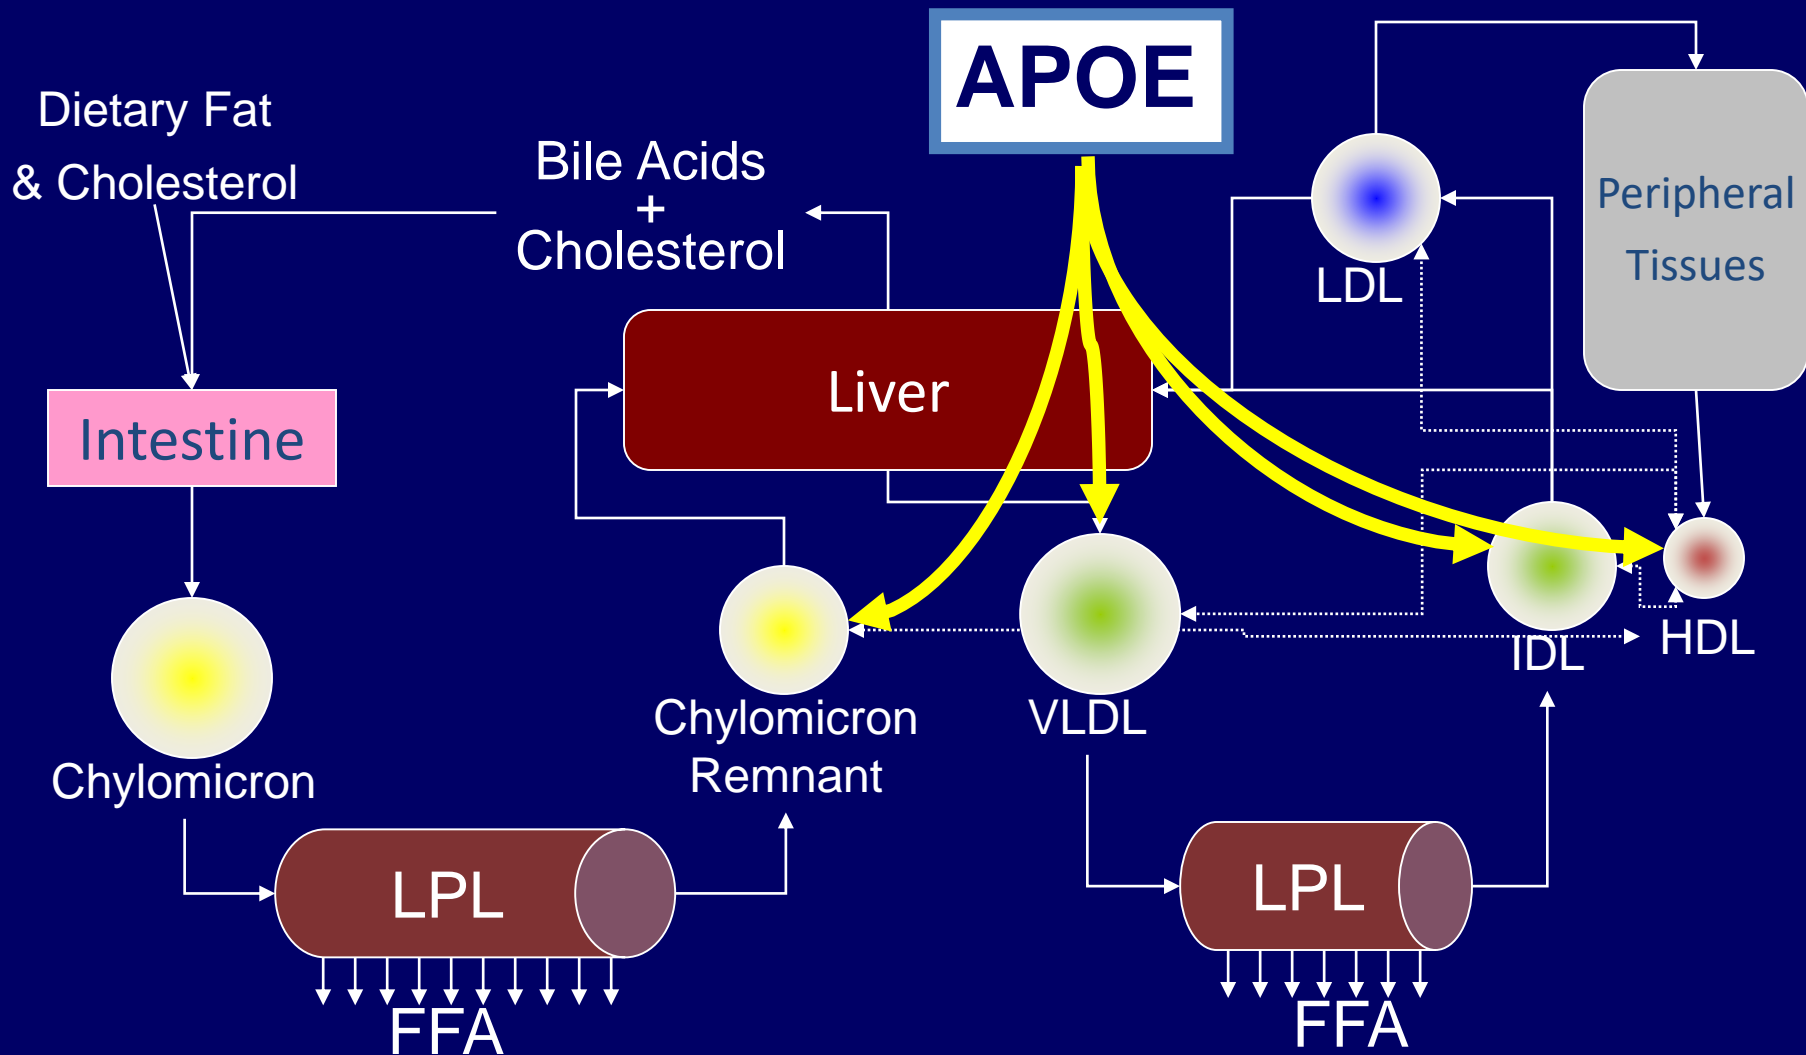 APOE
Dietary Fat
& Cholesterol
Bile Acids
+
Cholesterol
Peripheral
Tissues
LDL
Liver
Intestine
IDL
HDL
Chylomicron
Remnant
VLDL
Chylomicron
LPL
LPL
FFA
FFA